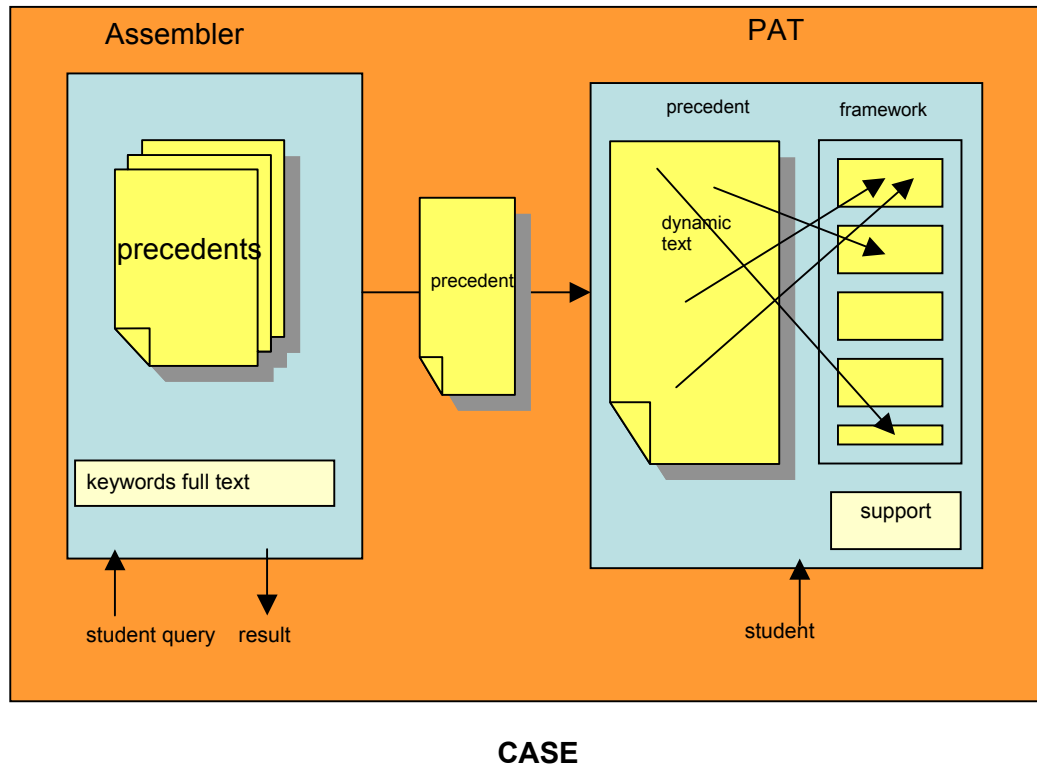 Assembler
PAT
precedents
keywords full text
student query
result
precedent
precedent
framework
dynamic
text
support
student
CASE